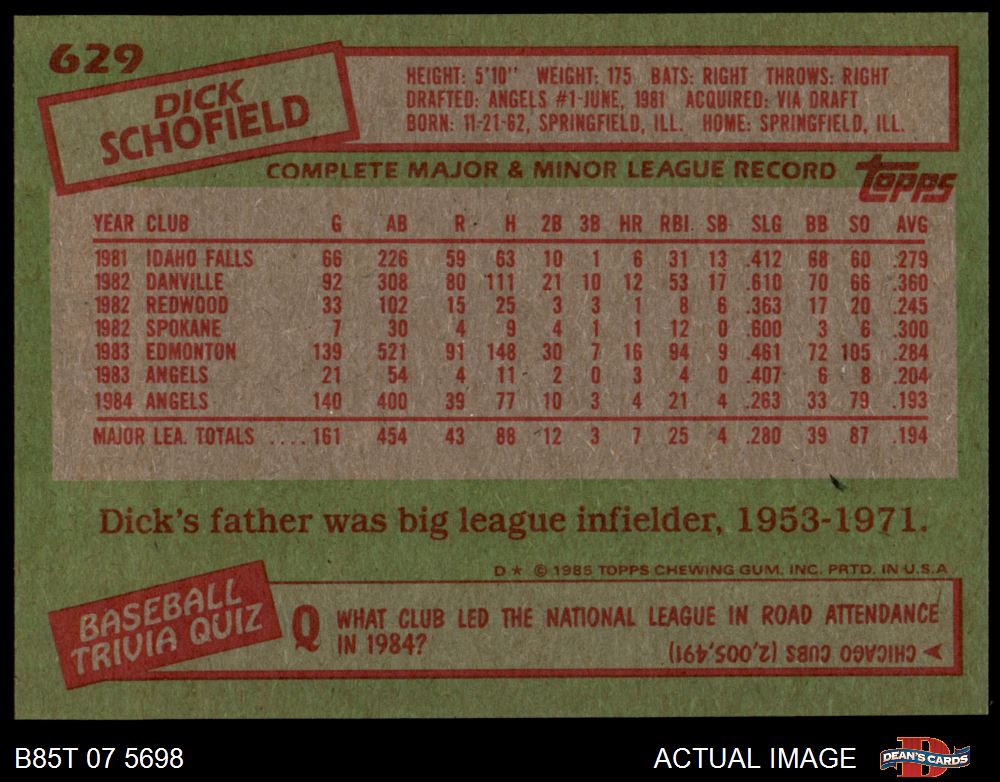 629
DICK
SCHOFIELD
HEIGHT: 5'10" WEIGHT: 175 BATS: RIGHT THROWS: RIGHT
DRAFTED: ANGELS #1-JUNE, 1981 ACQUIRED: VIA DRAFT
BORN: 11-21-62, SPRINGFIELD, ILL. HOME: SPRINGFIELD, ILL.
COMPLETE MAJOR & MINOR LEAGUE RECORD topps
YEAR CLUB G AB R H 2B 3B HR RBI SB SLG BB SO AVG
1981 IDAHO FALLS 66 226 59 63 10 1 6 31 13 .412 68 60 .279
1982 DANVILLE 92 308 80 111 21 10 12 53 17 .610 70 66 .360
1982 REDWOOD 33 102 15 25 3 3 1 8 6 .363 17 20 .245
1982 SPOKANE 7 30 4 9 4 1 1 12 0 .600 3 6 .300
1983 EDMONTON 139 521 91 148 30 7 16 94 9 .461 72 105 .284
1983 ANGELS 21 54 4 11 2 0 3 4 0 .407 6 8 .204
1984 ANGELS 140 400 39 77 10 3 4 21 4 .263 33 79 .193
MAJOR LEA. TOTALS ....161 454 43 88 12 3 7 25 4 .280 39 87 .194
Dick's father was big league infielder, 1953-1971.
D * © 1985 TOPPS CHEWING GUM, INC. PRTD. IN U.S.A
BASEBALL
TRIVIA QUIZ
Q WHAT CLUB LED THE NATIONAL LEAGUE IN ROAD ATTENDANCE
IN 1984?
CHICAGO CUBS (2,005,491)
B85T 07 5698 ACTUAL IMAGE D DEAN'S CARDS